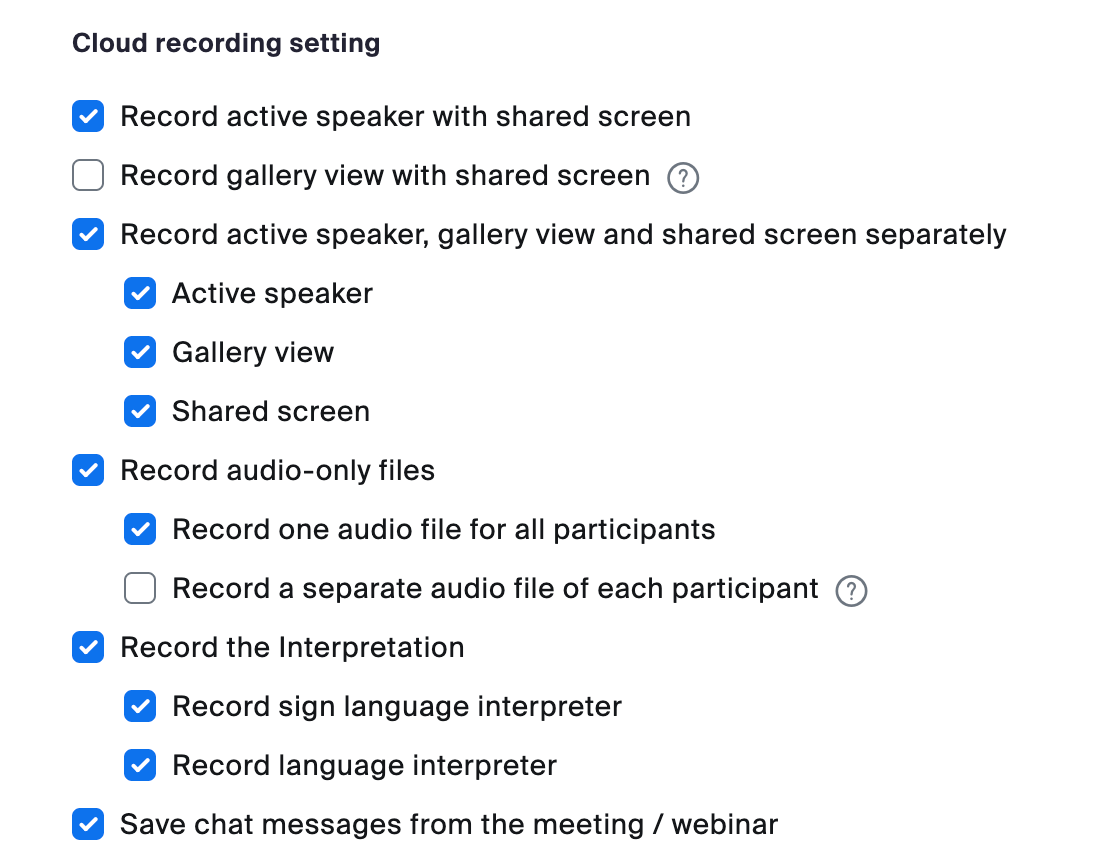 Cloud recording setting
Record active speaker with shared screen
Record gallery view with shared screen ?
Record active speaker, gallery view and shared screen separately
Active speaker
Gallery view
Shared screen
Record audio-only files
Record one audio file for all participants
Record a separate audio file of each participant ?
Record the Interpretation
Record sign language interpreter
Record language interpreter
Save chat messages from the meeting / webinar